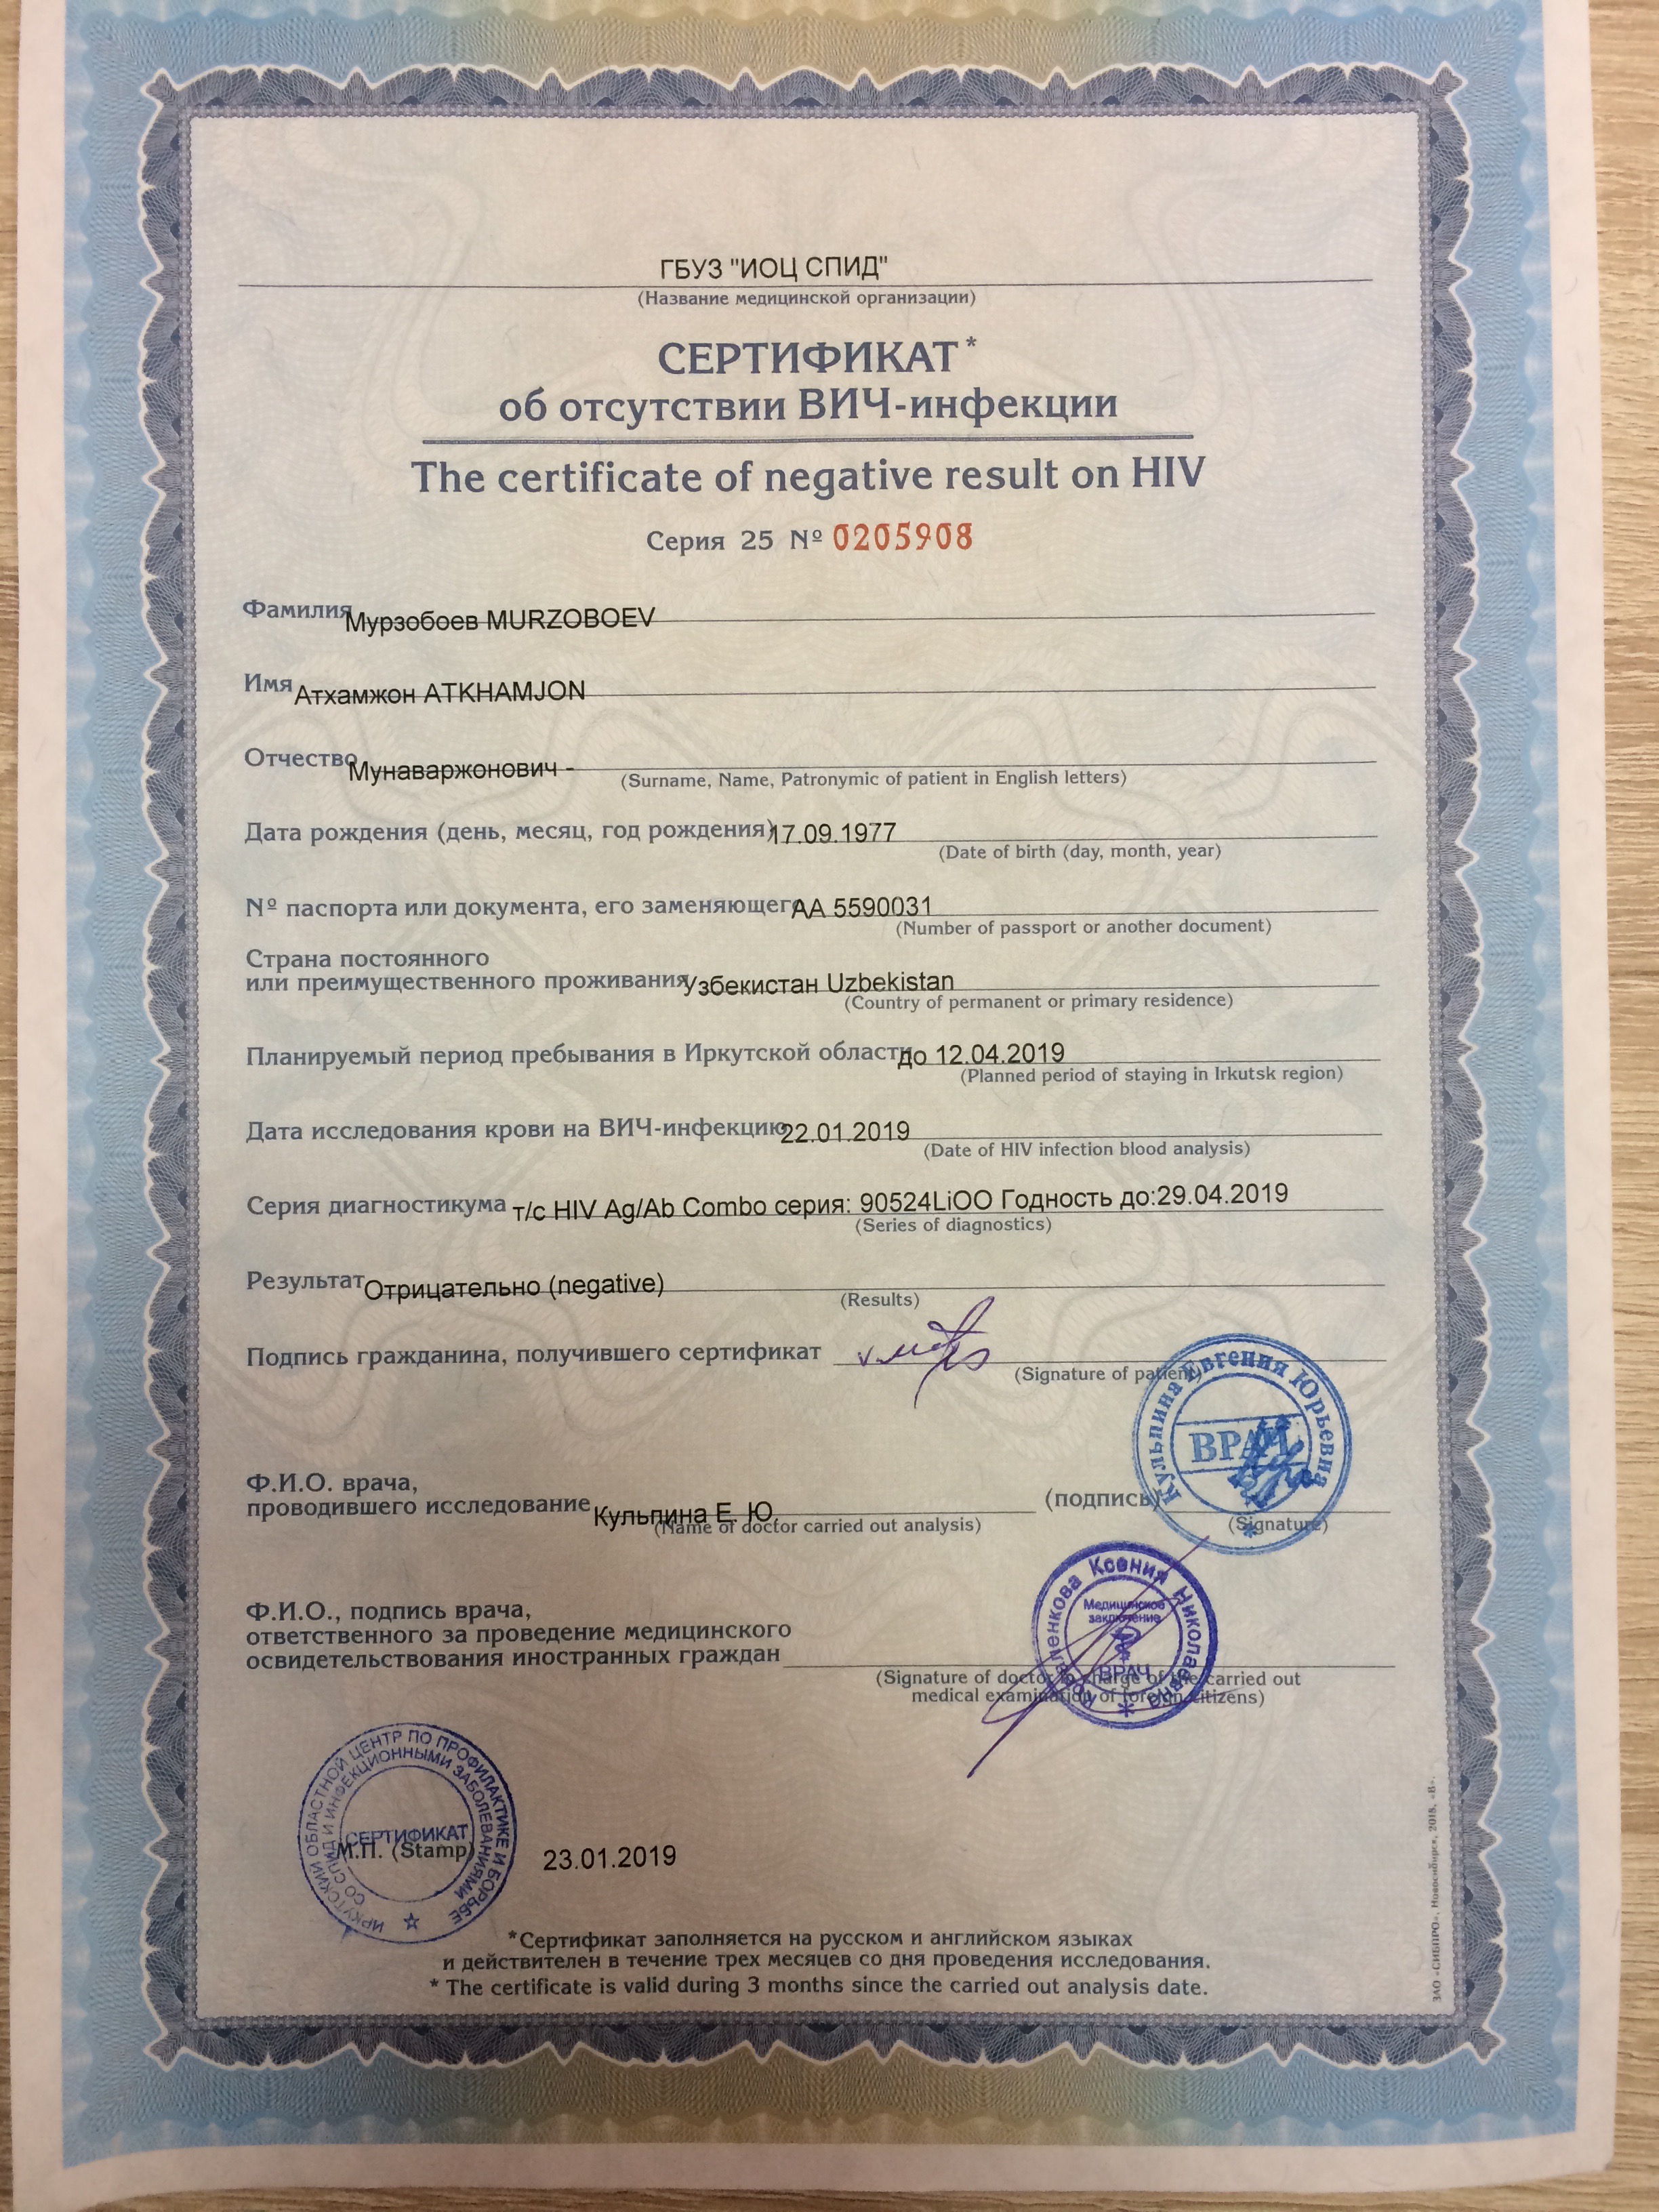 ГБУЗ "ИОЦ СПИД"
(Название медицинской организации)
СЕРТИФИКАТ*
об отсутствии ВИЧ-инфекции
The certificate of negative result on HIV
Серия 25 № 0205908
Фамилия Мурзобоев MURZOBOEV
Имя Атхамжон ATKHAMJON
Отчество Мунаваржонович -
(Surname, Name, Patronymic of patient in English letters)
Дата рождения (день, месяц, год рождения) 17.09.1977
(Date of birth (day, month, year)
№ паспорта или документа, его заменяющего АА 5590031
(Number of passport or another document)
Страна постоянного
или преимущественного проживания Узбекистан Uzbekistan
(Country of permanent or primary residence)
Планируемый период пребывания в Иркутской области до 12.04.2019
(Planned period of staying in Irkutsk region)
Дата исследования крови на ВИЧ-инфекцию 22.01.2019
(Date of HIV infection blood analysis)
Серия диагностикума т/с HIV Ag/Ab Combo серия: 90524LiOO Годность до:29.04.2019
(Series of diagnostics)
Результат Отрицательно (negative)
(Results)
Подпись гражданина, получившего сертификат
(Signature of patient)
Кульпина Евгения Юрьевна
ВРАЧ
Ф.И.О. врача,
проводившего исследование Кульпина Е. Ю.
(подпись)
(Name of doctor carried out analysis)
(Signature)
Ксения Николаевна
Медицинское
заключение
ВРАЧ
Ф.И.О., подпись врача,
ответственного за проведение медицинского
освидетельствования иностранных граждан
(Signature of doctor in charge of the carried out
medical examination of foreign citizens)
ИРКУТСКИЙ ОБЛАСТНОЙ ЦЕНТР ПО ПРОФИЛАКТИКЕ И БОРЬБЕ
СО СПИД И ИНФЕКЦИОННЫМИ ЗАБОЛЕВАНИЯМИ
СЕРТИФИКАТ
М.П. (Stamp)
23.01.2019
*Сертификат заполняется на русском и английском языках
и действителен в течение трех месяцев со дня проведения исследования.
* The certificate is valid during 3 months since the carried out analysis date.
ЗАО «СИБПРО», Новосибирск, 2018, «В».